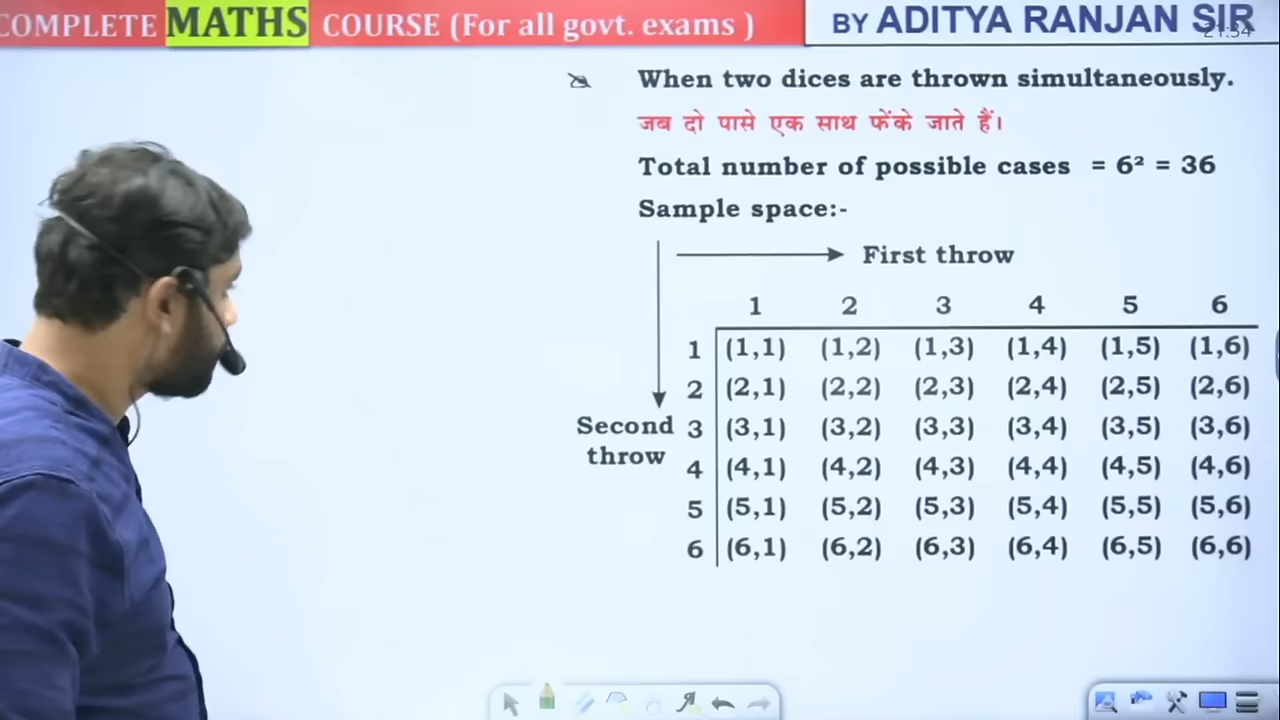 COMPLETE MATHS COURSE (For all govt. exams )
BY ADITYA RANJAN SIR
21:54
When two dices are thrown simultaneously.
जब दो पासे एक साथ फेंके जाते हैं।
Total number of possible cases = 6² = 36
Sample space:-
First throw
1 2 3 4 5 6
1 (1,1) (1,2) (1,3) (1,4) (1,5) (1,6)
2 (2,1) (2,2) (2,3) (2,4) (2,5) (2,6)
Second throw
3 (3,1) (3,2) (3,3) (3,4) (3,5) (3,6)
4 (4,1) (4,2) (4,3) (4,4) (4,5) (4,6)
5 (5,1) (5,2) (5,3) (5,4) (5,5) (5,6)
6 (6,1) (6,2) (6,3) (6,4) (6,5) (6,6)